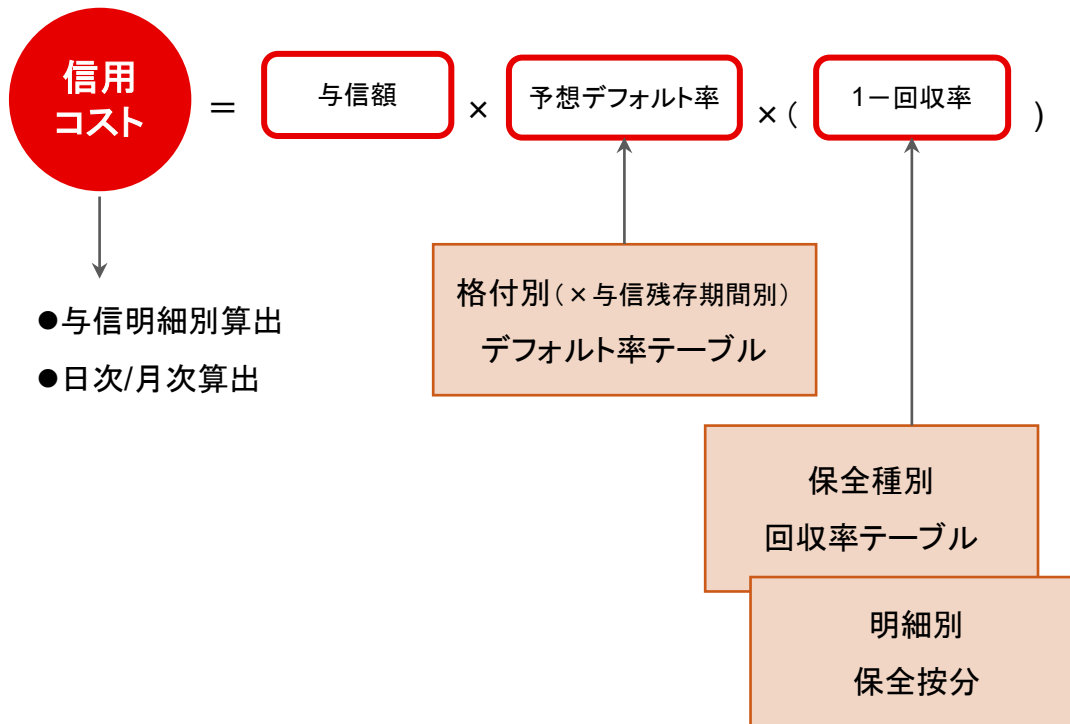 信用
コスト
＝ 与信額 × 予想デフォルト率 ×( 1－回収率 )
●与信明細別算出
●日次/月次算出
格付別(×与信残存期間別)
デフォルト率テーブル
保全種別
回収率テーブル
明細別
保全按分